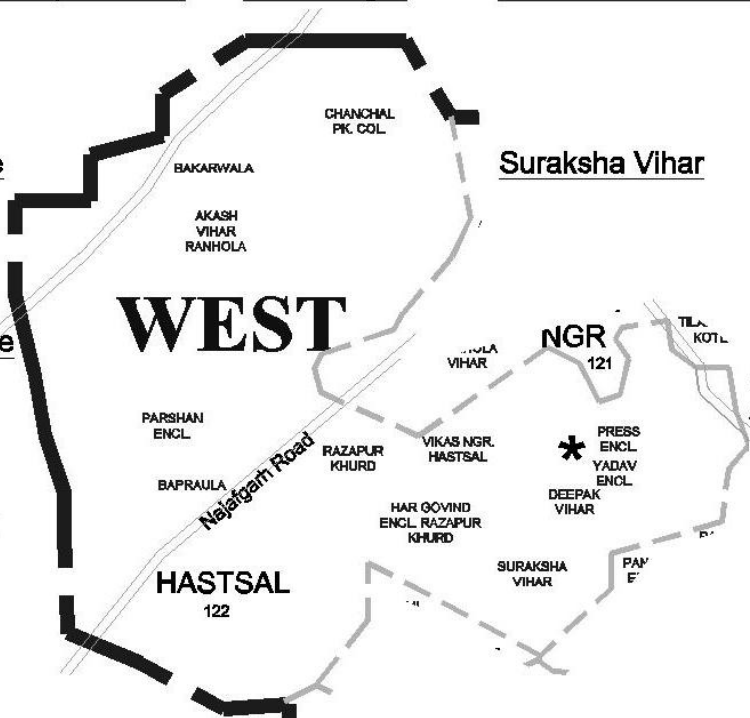 CHANCHAL
PK. COL.
Suraksha Vihar
BAKARWALA
AKASH
VIHAR
RANHOLA
WEST
NGR
121
VIHAR
PARSHAN
ENCL.
VIKAS NGR.
HASTSAL
PRESS
ENCL.
RAZAPUR
KHURD
YADAV
ENCL.
BAPRAULA
Najafgarh Road
DEEPAK
VIHAR
HAR GOVIND
ENCL. RAZAPUR
KHURD
SURAKSHA
VIHAR
HASTSAL
122